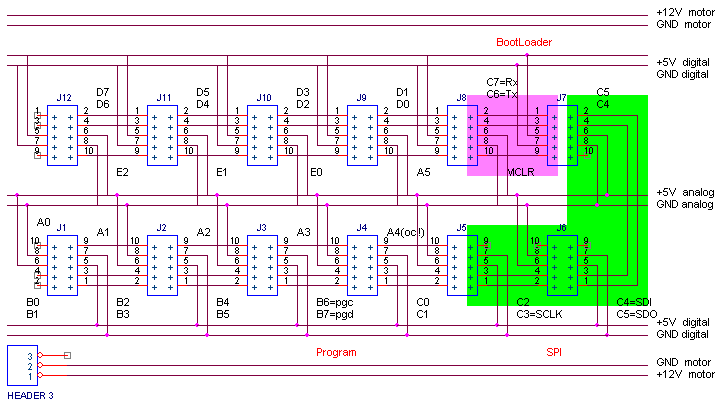 +12V motor
GND motor
BootLoader
+5V digital
GND digital
C7=Rx
C6=Tx
J12 D7 J11 D5 J10 D3 J9 D1 J8 J7 C5
D6 D4 D2 D0 C4
1 2 1 2 1 2 1 2 1 2 1 2
3 4 3 4 3 4 3 4 3 4 3 4
5 6 5 6 5 6 5 6 5 6 5 6
7 8 7 8 7 8 7 8 7 8 7 8
9 10 9 10 9 10 9 10 9 10 9 10
E2 E1 E0 A5 MCLR
+5V analog
GND analog
A0 J1 A1 J2 A2 J3 A3 J4 A4(oc!) J5 J6
10 9 10 9 10 9 10 9 10 9 10 9
8 7 8 7 8 7 8 7 8 7 8 7
6 5 6 5 6 5 6 5 6 5 6 5
4 3 4 3 4 3 4 3 4 3 4 3
2 1 2 1 2 1 2 1 2 1 2 1
B0 B2 B4 B6=pgc C0 C2 C4=SDI
B1 B3 B5 B7=pgd C1 C3=SCLK C5=SDO
+5V digital
GND digital
Program SPI
3
2
1
GND motor
+12V motor
HEADER 3